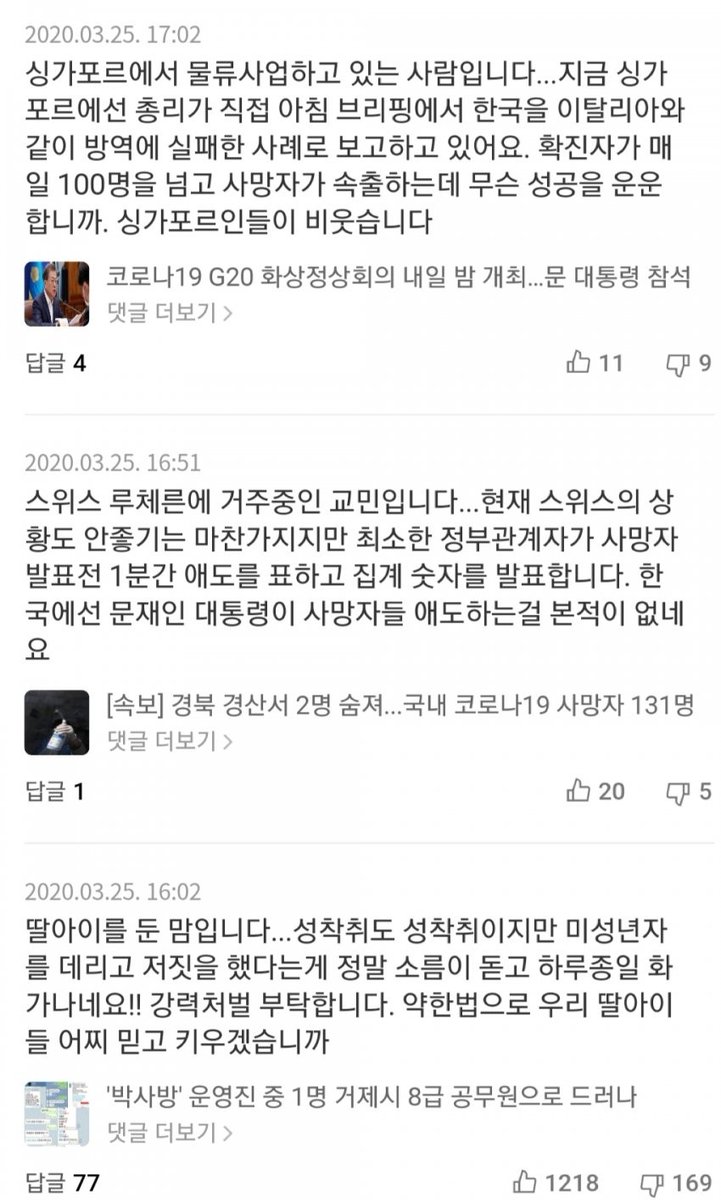 2020.03.25. 17:02
싱가포르에서 물류사업하고 있는 사람입니다...지금 싱가
포르에선 총리가 직접 아침 브리핑에서 한국을 이탈리아와
같이 방역에 실패한 사례로 보고하고 있어요. 확진자가 매
일 100명을 넘고 사망자가 속출하는데 무슨 성공을 운운
합니까. 싱가포르인들이 비웃습니다
코로나19 G20 화상정상회의 내일 밤 개최...문 대통령 참석
댓글 더보기 >
답글 4
11
9
2020.03.25. 16:51
스위스 루체른에 거주중인 교민입니다...현재 스위스의 상
황도 안좋기는 마찬가지지만 최소한 정부관계자가 사망자
발표전 1분간 애도를 표하고 집계 숫자를 발표합니다. 한
국에선 문재인 대통령이 사망자들 애도하는걸 본적이 없네
요
[속보] 경북 경산서 2명 숨져...국내 코로나19 사망자 131명
댓글 더보기 >
답글 1
20
5
2020.03.25. 16:02
딸아이를 둔 맘입니다...성착취도 성착취이지만 미성년자
를 데리고 저짓을 했다는게 정말 소름이 돋고 하루종일 화
가나네요!! 강력처벌 부탁합니다. 약한법으로 우리 딸아이
들 어찌 믿고 키우겠습니까
'박사방' 운영진 중 1명 거제시 8급 공무원으로 드러나
댓글 더보기 >
답글 77
1218
169